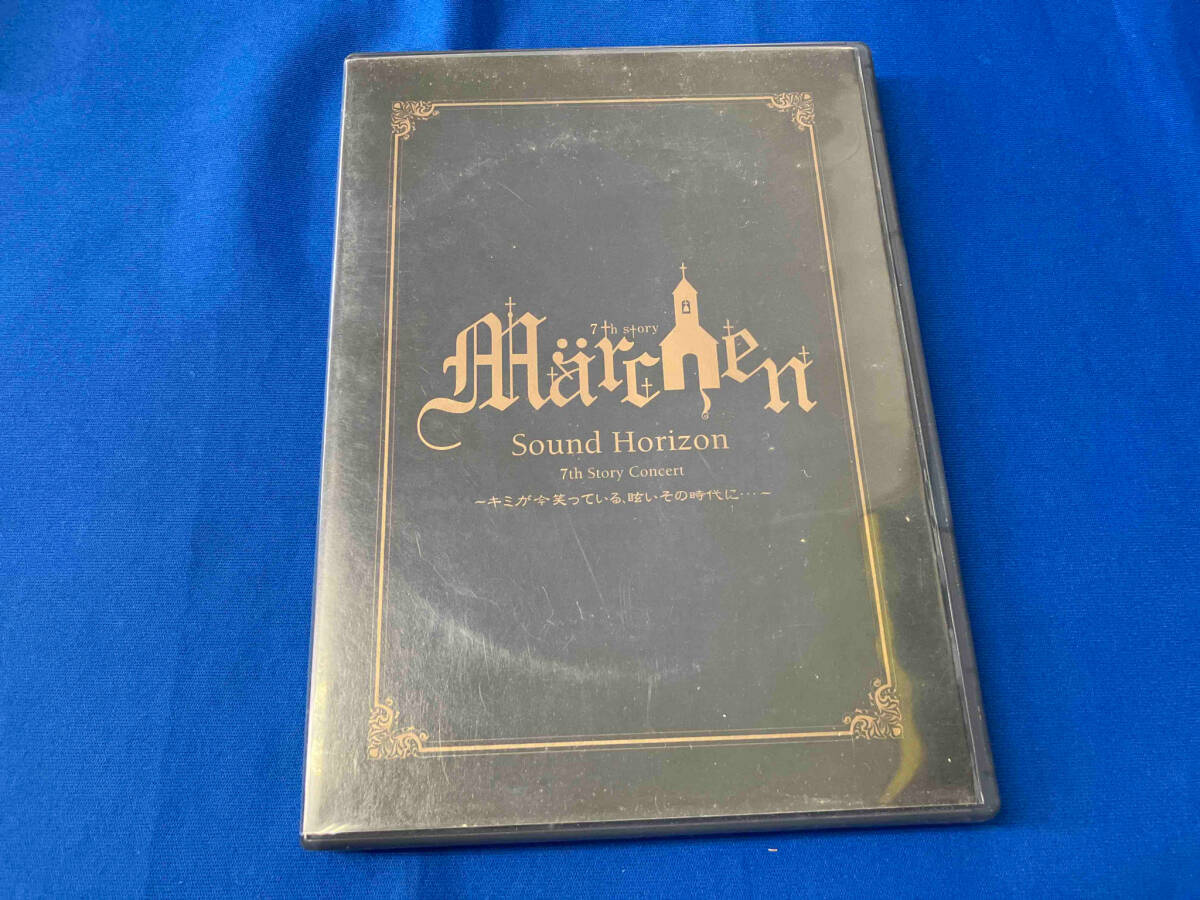 7th story
Märchen
Sound Horizon
7th Story Concert
~キミが今笑っている、眩いその時代に…~